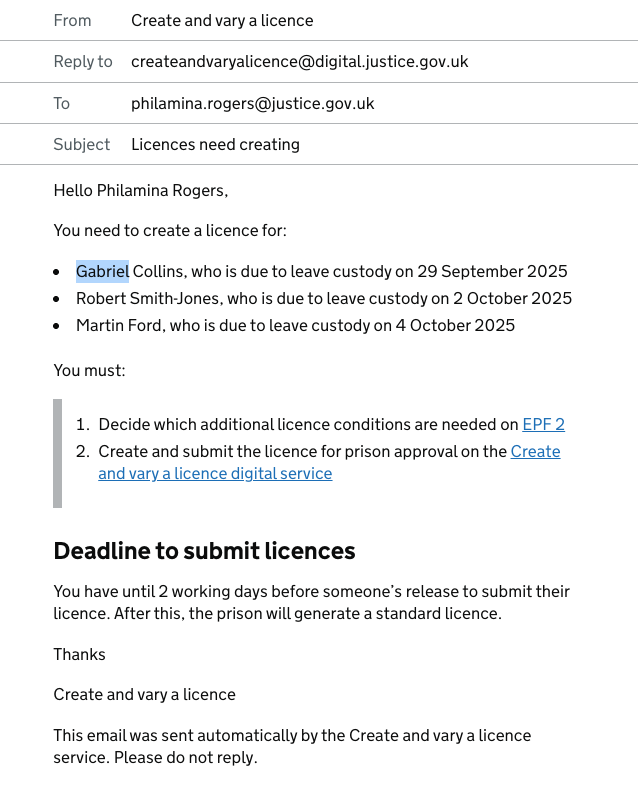 From Create and vary a licence
Reply to createandvaryalicence@digital.justice.gov.uk
To philamina.rogers@justice.gov.uk
Subject Licences need creating
Hello Philamina Rogers,
You need to create a licence for:
• Gabriel Collins, who is due to leave custody on 29 September 2025
• Robert Smith-Jones, who is due to leave custody on 2 October 2025
• Martin Ford, who is due to leave custody on 4 October 2025
You must:
1. Decide which additional licence conditions are needed on EPF 2
2. Create and submit the licence for prison approval on the Create
and vary a licence digital service
Deadline to submit licences
You have until 2 working days before someone’s release to submit their
licence. After this, the prison will generate a standard licence.
Thanks
Create and vary a licence
This email was sent automatically by the Create and vary a licence
service. Please do not reply.